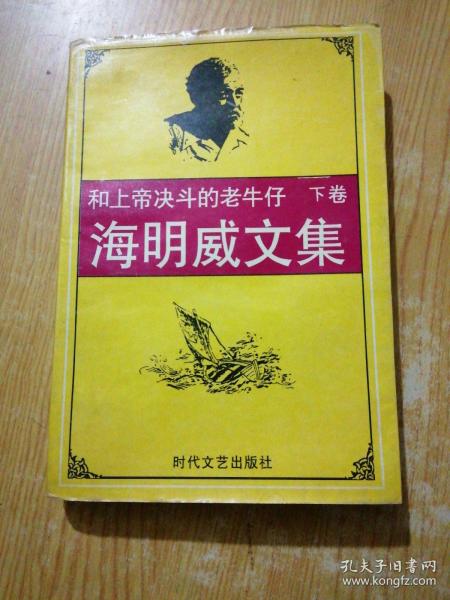 和上帝决斗的老牛仔 下卷
海明威文集
时代文艺出版社
孔夫子旧书网
www.kongfz.com